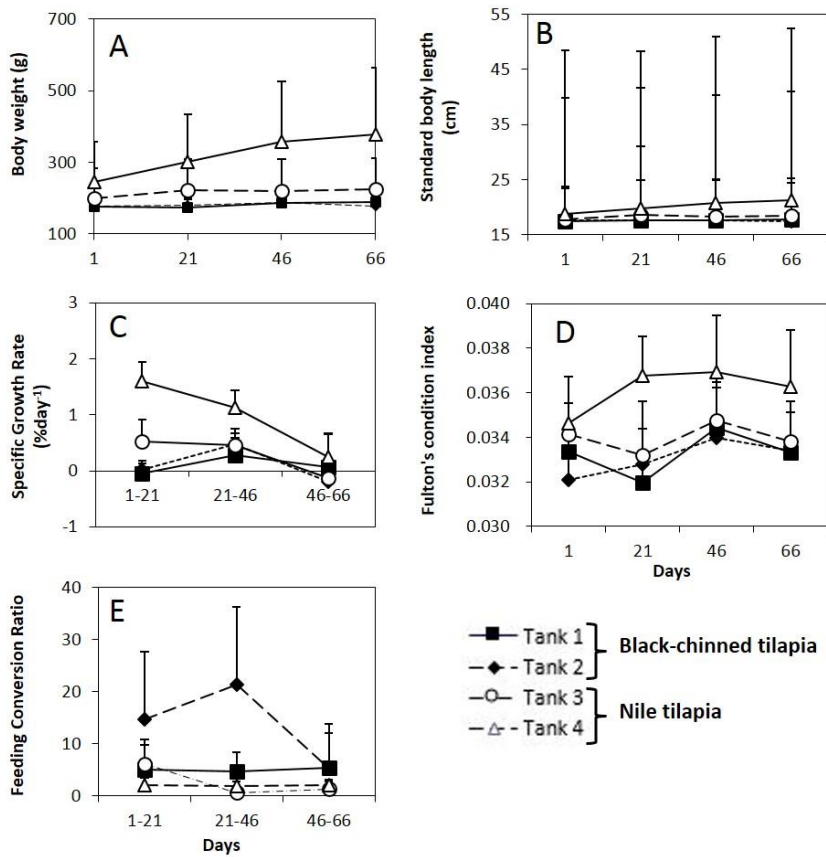 A
Body weight (g)
700
500
300
100
1 21 46 66
B
Standard body length
(cm)
55
45
35
25
15
1 21 46 66
C
Specific Growth Rate
(%day-1)
3
2
1
0
-1
1-21 21-46 46-66
D
Fulton's condition index
0.040
0.038
0.036
0.034
0.032
0.030
1 21 46 66
Days
E
Feeding Conversion Ratio
40
30
20
10
0
1-21 21-46 46-66
Days
Tank 1
Tank 2
Black-chinned tilapia
Tank 3
Tank 4
Nile tilapia